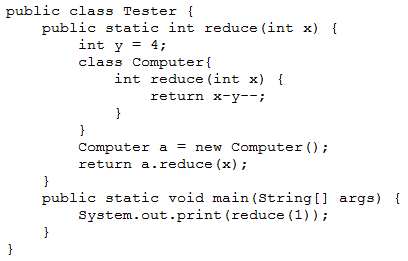 public class Tester {
    public static int reduce(int x) {
        int y = 4;
        class Computer{
            int reduce(int x) {
                return x-y--;
            }
        }
        Computer a = new Computer();
        return a.reduce(x);
    }
    public static void main(String[] args) {
        System.out.print(reduce(1));
    }
}